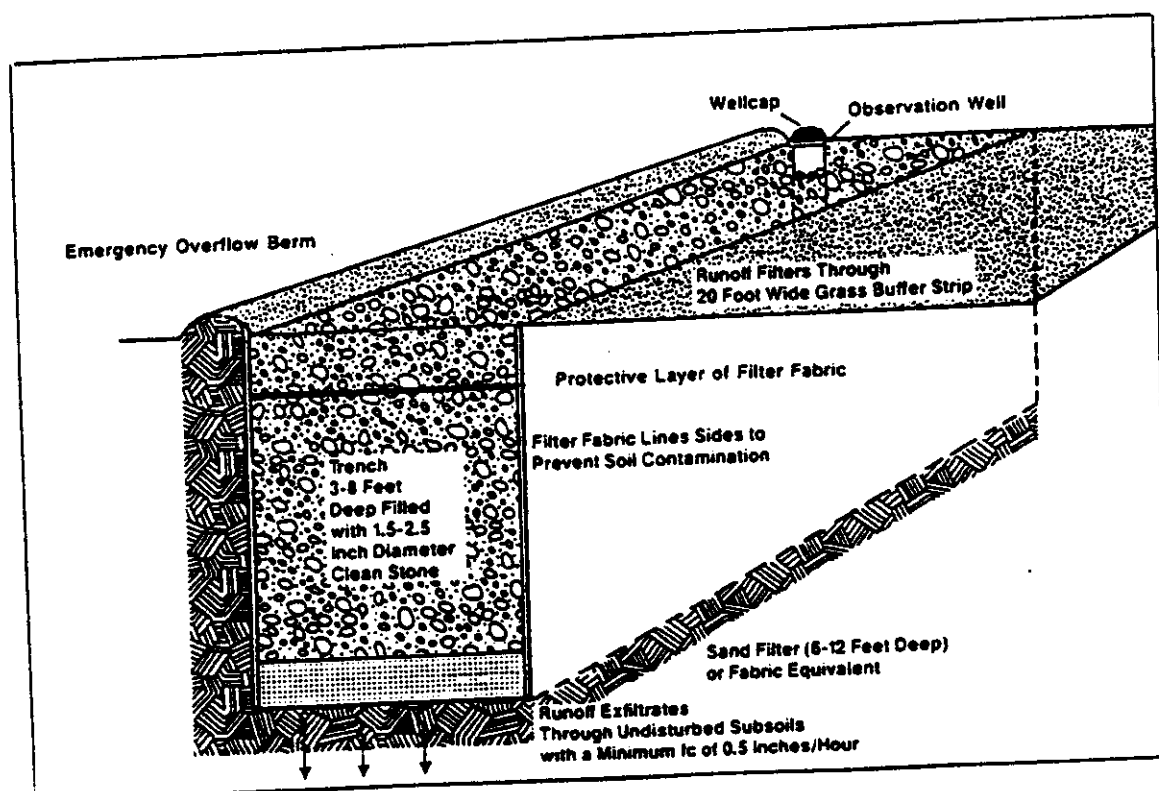 Wellcap
Observation Well
Emergency Overflow Berm
Runoff Filters Through
20 Foot Wide Grass Buffer Strip
Protective Layer of Filter Fabric
Filter Fabric Lines Sides to
Prevent Soil Contamination
Trench
3-8 Feet
Deep Filled
with 1.5-2.5
Inch Diameter
Clean Stone
Sand Filter (6-12 Feet Deep)
or Fabric Equivalent
Runoff Exfiltrates
Through Undisturbed Subsoils
with a Minimum Ic of 0.5 Inches/Hour